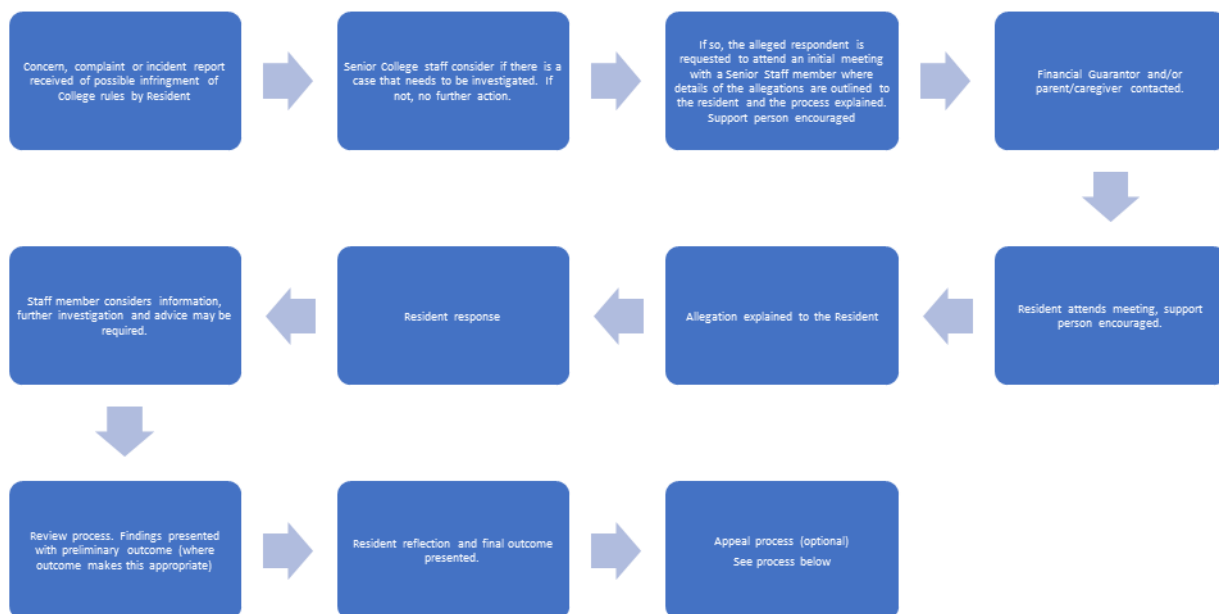 Concern, complaint or incident report
received of possible infringment of
College rules by Resident
Senior College staff consider if there is a
case that needs to be investigated. If
not, no further action.
If so, the alleged respondent is
requested to attend an initial meeting
with a Senior Staff member where
details of the allegations are outlined to
the resident and the process explained.
Support person encouraged
Financial Guarantor and/or
parent/caregiver contacted.
Resident attends meeting, support
person encouraged.
Allegation explained to the Resident
Resident response
Staff member considers information,
further investigation and advice may be
required.
Review process. Findings presented
with preliminary outcome (where
outcome makes this appropriate)
Resident reflection and final outcome
presented.
Appeal process (optional)
See process below